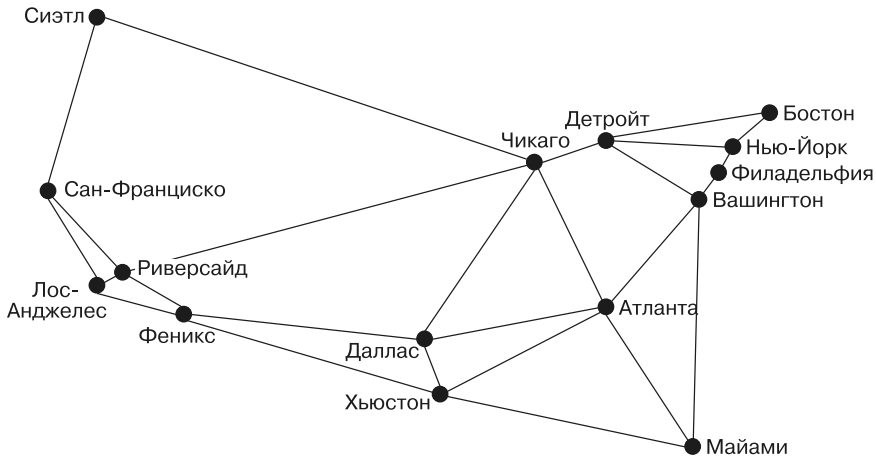 Сиэтл
Бостон
Детройт
Чикаго
Нью-Йорк
Филадельфия
Сан-Франциско
Вашингтон
Риверсайд
Лос-
Анджелес
Атланта
Феникс
Даллас
Хьюстон
Майами